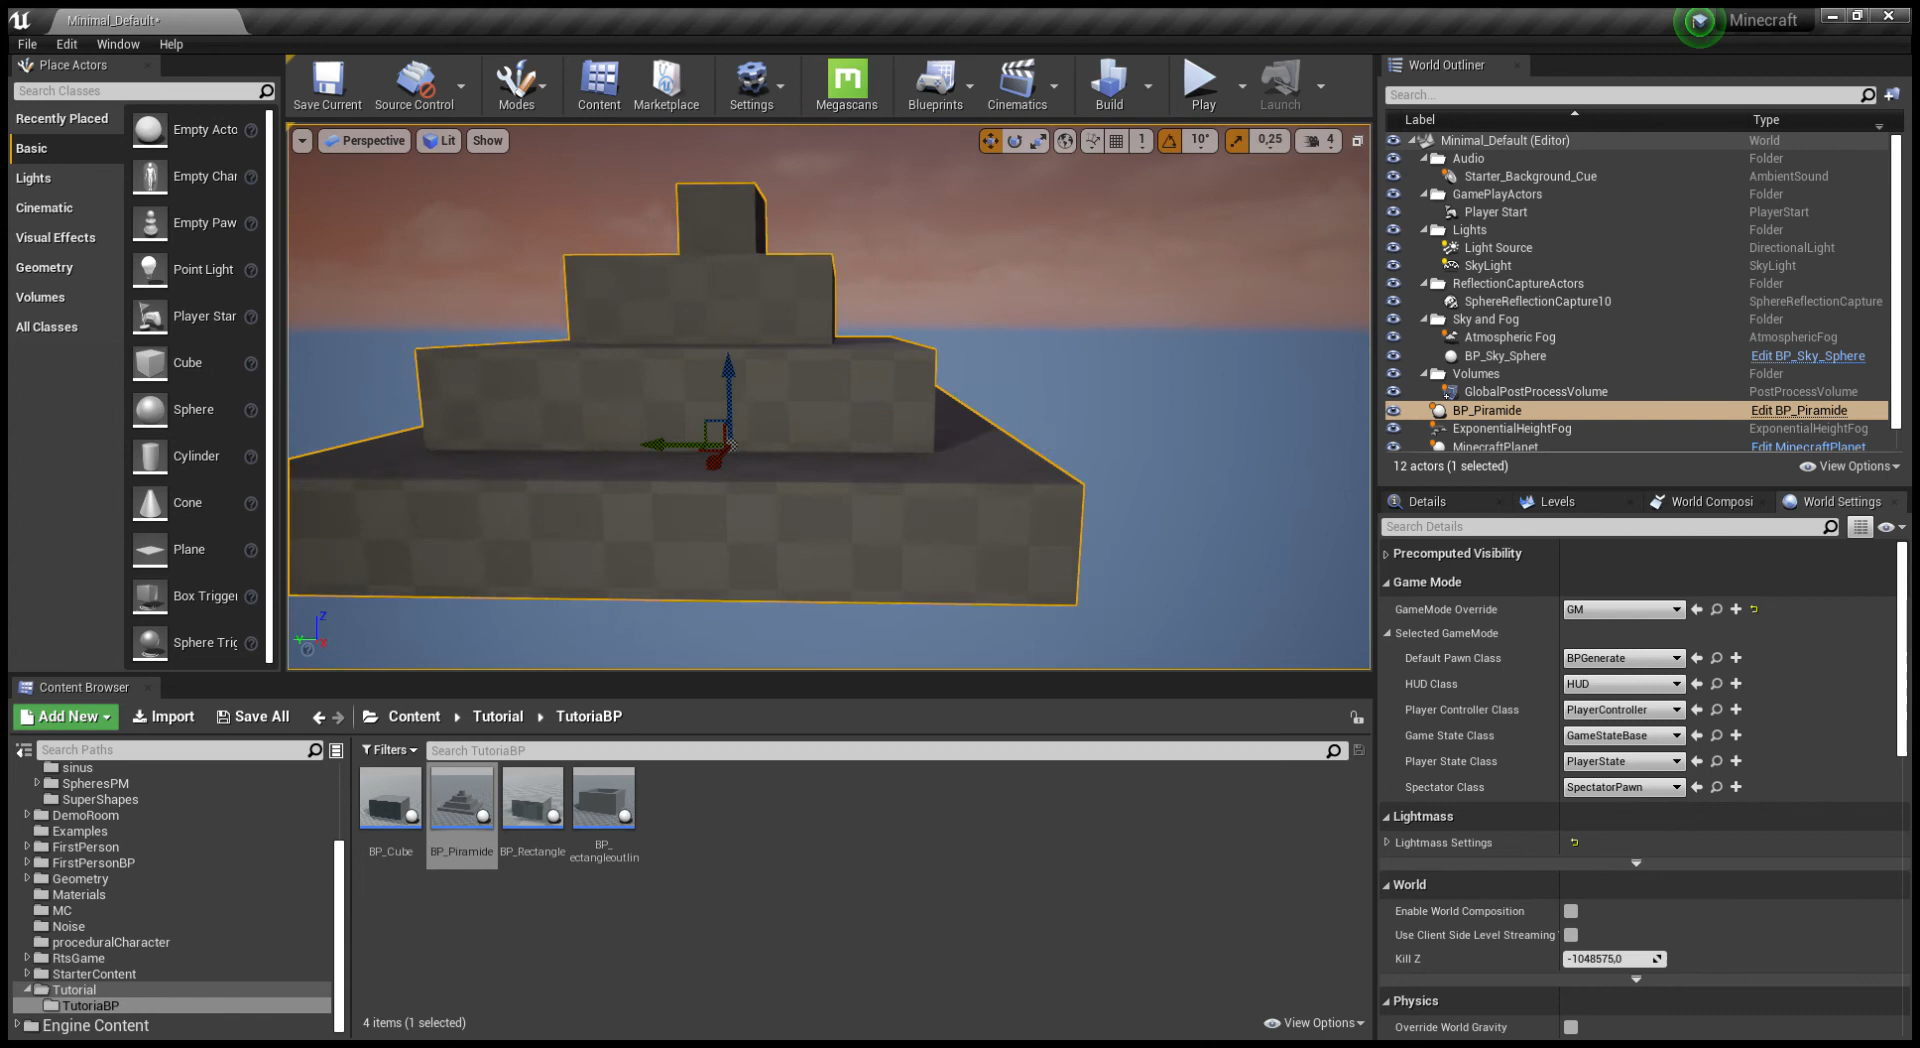 Minimal_Default*
Minecraft
File Edit Window Help
Place Actors
Search Classes
Recently Placed
Basic
Lights
Cinematic
Visual Effects
Geometry
Volumes
All Classes
Empty Acto
Empty Char
Empty Paw
Point Light
Player Star
Cube
Sphere
Cylinder
Cone
Plane
Box Trigger
Sphere Trig
Save Current
Source Control
Modes
Content
Marketplace
Settings
Megascans
Blueprints
Cinematics
Build
Play
Launch
Perspective
Lit
Show
1
10°
0,25
4
Z
Y
X
World Outliner
Search...
Label Type
Minimal_Default (Editor) World
Audio Folder
Starter_Background_Cue AmbientSound
GamePlayActors Folder
Player Start PlayerStart
Lights Folder
Light Source DirectionalLight
SkyLight SkyLight
ReflectionCaptureActors Folder
SphereReflectionCapture10 SphereReflectionCapture
Sky and Fog Folder
Atmospheric Fog AtmosphericFog
BP_Sky_Sphere Edit BP_Sky_Sphere
Volumes Folder
GlobalPostProcessVolume PostProcessVolume
BP_Piramide Edit BP_Piramide
ExponentialHeightFog ExponentialHeightFog
MinecraftPlanet Edit MinecraftPlanet
12 actors (1 selected)
View Options
Details
Levels
World Composi
World Settings
Search Details
Precomputed Visibility
Game Mode
GameMode Override GM
Selected GameMode
Default Pawn Class BPGenerate
HUD Class HUD
Player Controller Class PlayerController
Game State Class GameStateBase
Player State Class PlayerState
Spectator Class SpectatorPawn
Lightmass
Lightmass Settings
World
Enable World Composition
Use Client Side Level Streaming
Kill Z -1048575,0
Physics
Override World Gravity
Content Browser
Add New
Import
Save All
Content
Tutorial
TutoriaBP
Search Paths
Filters
Search TutoriaBP
sinus
SpheresPM
SuperShapes
DemoRoom
Examples
FirstPerson
FirstPersonBP
Geometry
Materials
MC
Noise
proceduralCharacter
RtsGame
StarterContent
Tutorial
TutoriaBP
Engine Content
BP_Cube
BP_Piramide
BP_Rectangle
BP_
ectangleoutlin
4 items (1 selected)
View Options